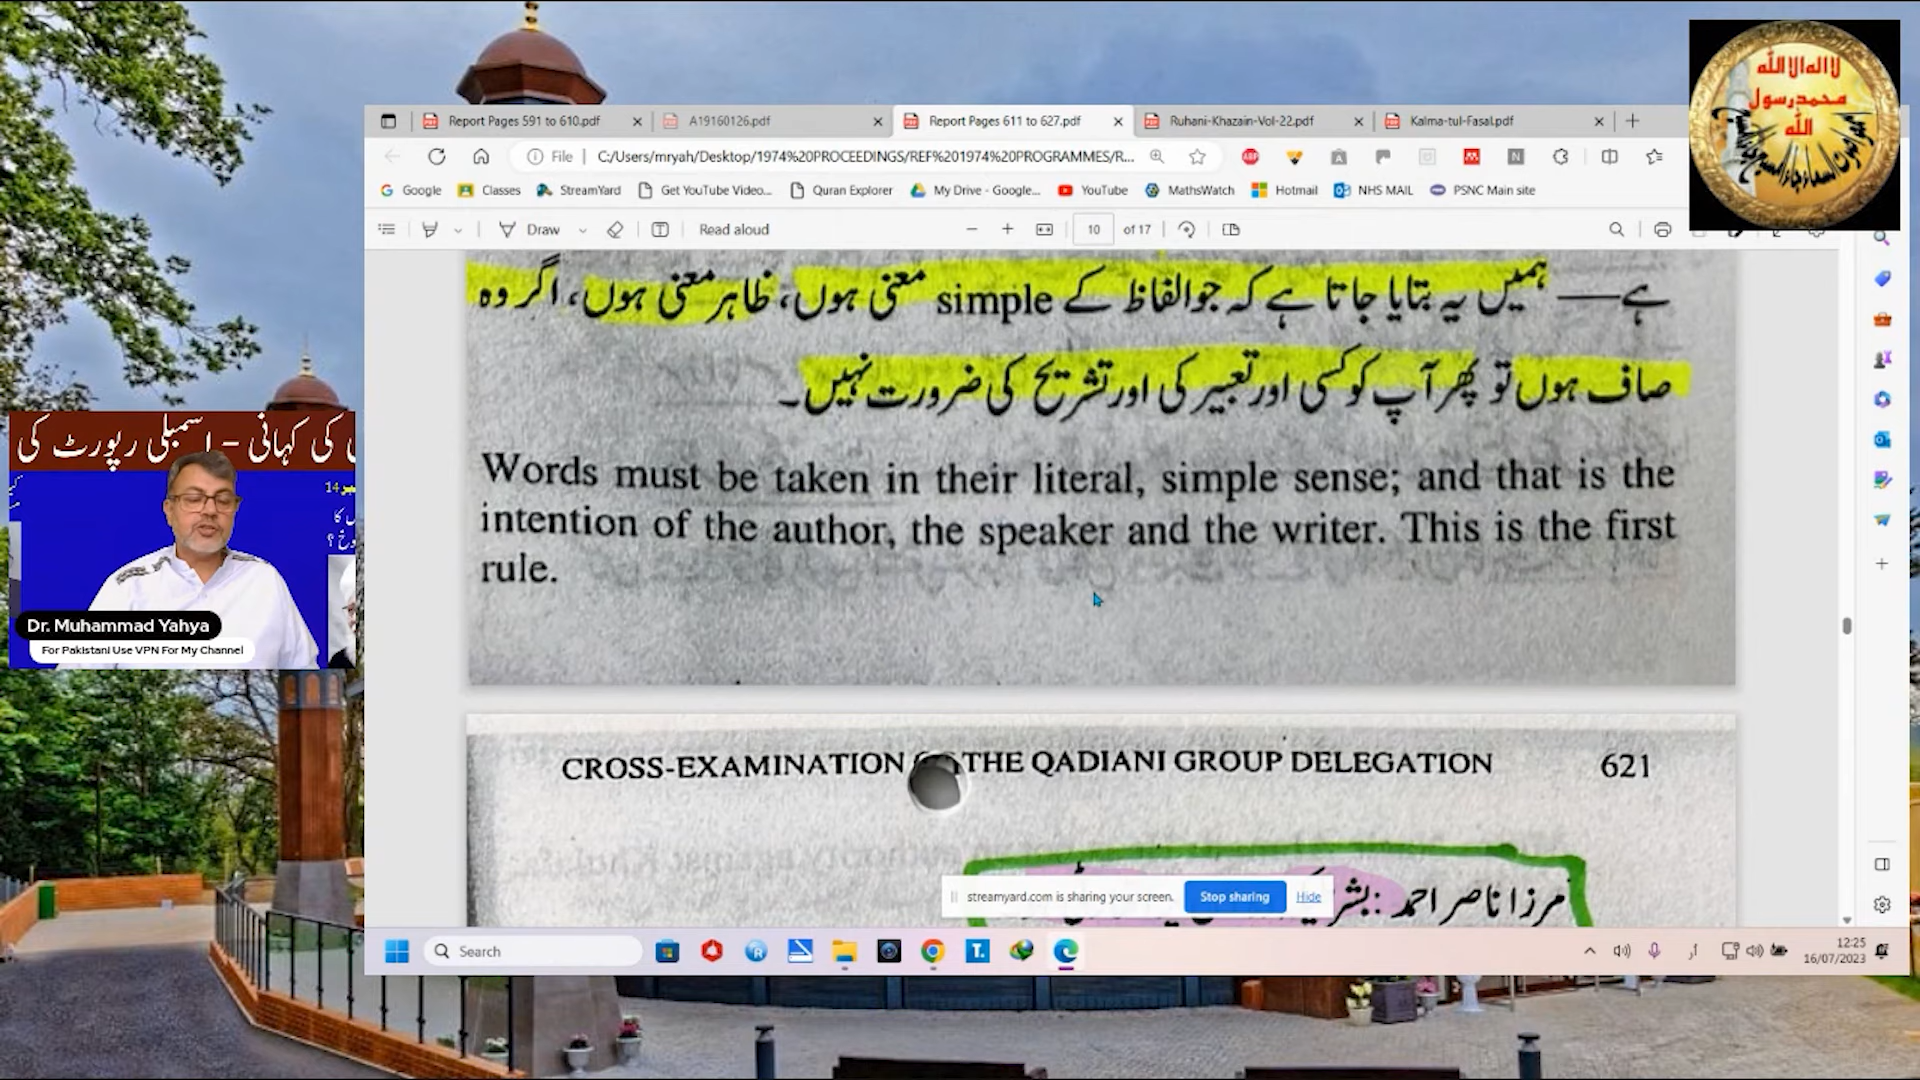 لا اله الا الله
محمد رسول
الله
Report Pages 591 to 610.pdf
A19160126.pdf
Report Pages 611 to 627.pdf
Ruhani-Khazain-Vol-22.pdf
Kalma-tul-Fasal.pdf
File
C:/Users/mryah/Desktop/1974%20PROCEEDINGS/REF%201974%20PROGRAMMES/R...
Google
Classes
StreamYard
Get YouTube Video...
Quran Explorer
My Drive - Google...
YouTube
MathsWatch
Hotmail
NHS MAIL
PSNC Main site
Draw
Read aloud
10 of 17
ہے— ہمیں یہ بتایا جاتا ہے کہ جو الفاظ کے simple معنی ہوں، ظاہر معنی ہوں، اگر وہ
صاف ہوں تو پھر آپ کو کسی اور تعبیر کی اور تشریح کی ضرورت نہیں۔
Words must be taken in their literal, simple sense; and that is the
intention of the author, the speaker and the writer. This is the first
rule.
CROSS-EXAMINATION THE QADIANI GROUP DELEGATION 621
مرزا ناصر احمد :
streamyard.com is sharing your screen.
Stop sharing
Hide
کی کہانی - اسمبلی رپورٹ کی
14
کا
؟
Dr. Muhammad Yahya
For Pakistani Use VPN For My Channel
Search
12:25
16/07/2023